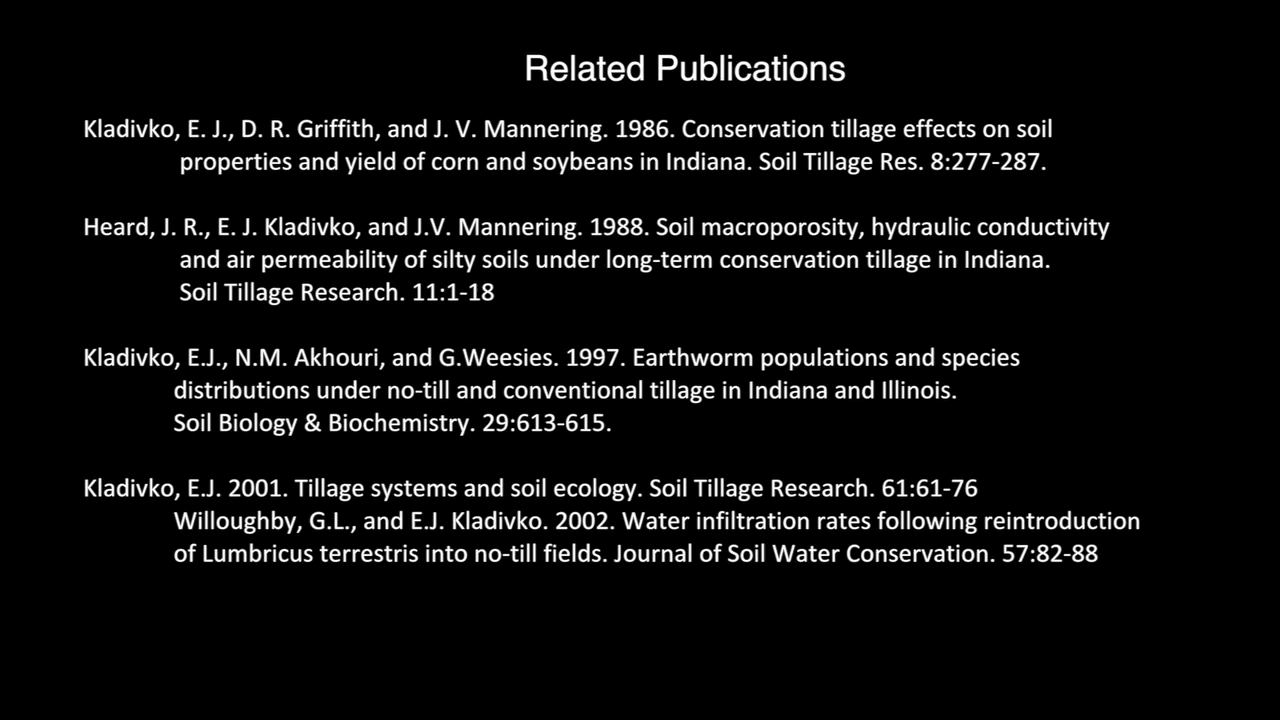 Related Publications
Kladivko, E. J., D. R. Griffith, and J. V. Mannering. 1986. Conservation tillage effects on soil
properties and yield of corn and soybeans in Indiana. Soil Tillage Res. 8:277-287.
Heard, J. R., E. J. Kladivko, and J.V. Mannering. 1988. Soil macroporosity, hydraulic conductivity
and air permeability of silty soils under long-term conservation tillage in Indiana.
Soil Tillage Research. 11:1-18
Kladivko, E.J., N.M. Akhouri, and G.Weesies. 1997. Earthworm populations and species
distributions under no-till and conventional tillage in Indiana and Illinois.
Soil Biology & Biochemistry. 29:613-615.
Kladivko, E.J. 2001. Tillage systems and soil ecology. Soil Tillage Research. 61:61-76
Willoughby, G.L., and E.J. Kladivko. 2002. Water infiltration rates following reintroduction
of Lumbricus terrestris into no-till fields. Journal of Soil Water Conservation. 57:82-88